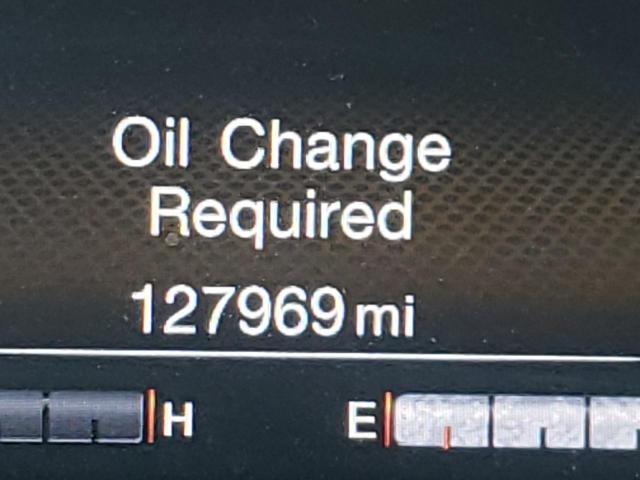 Oil Change
Required
127969 mi
H E